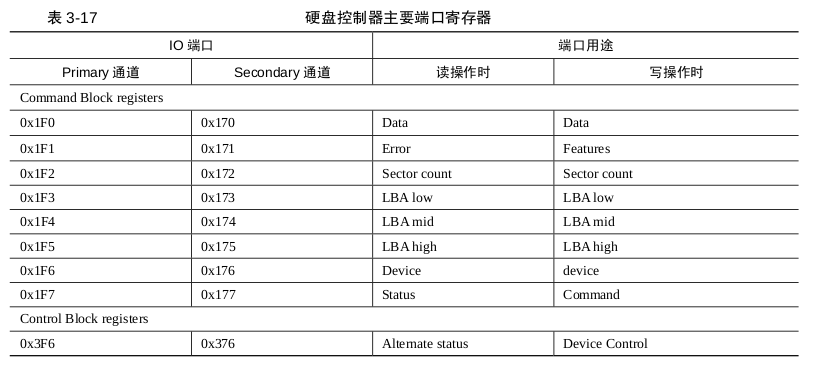 表 3-17 硬盘控制器主要端口寄存器
IO 端口 端口用途
Primary 通道 Secondary 通道 读操作时 写操作时
Command Block registers
0x1F0 0x170 Data Data
0x1F1 0x171 Error Features
0x1F2 0x172 Sector count Sector count
0x1F3 0x173 LBA low LBA low
0x1F4 0x174 LBA mid LBA mid
0x1F5 0x175 LBA high LBA high
0x1F6 0x176 Device device
0x1F7 0x177 Status Command
Control Block registers
0x3F6 0x376 Alternate status Device Control